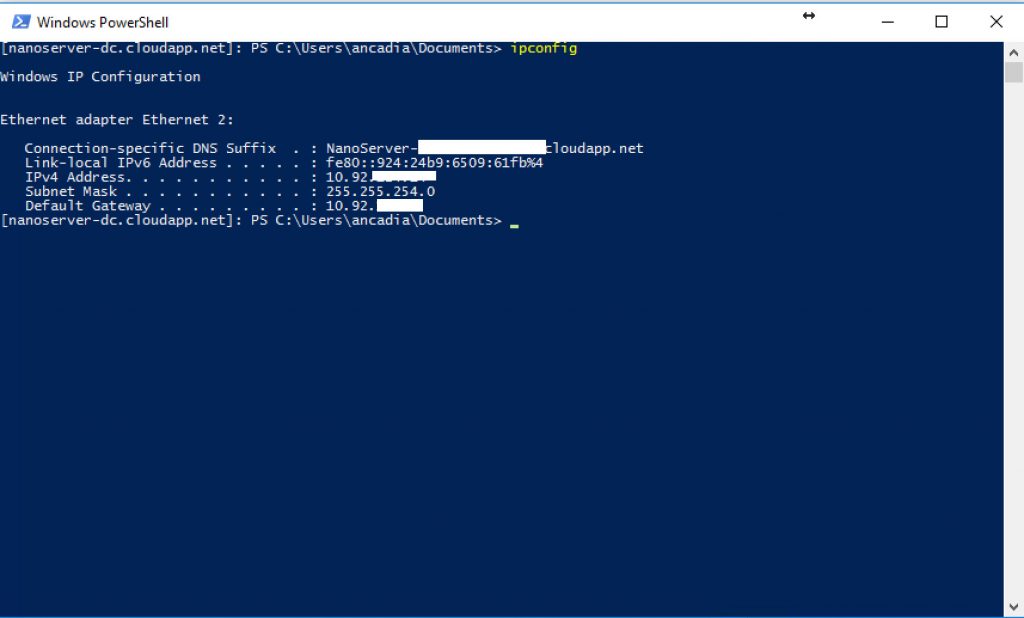 Windows PowerShell
[nanoserver-dc.cloudapp.net]: PS C:\Users\ancadia\Documents> ipconfig
Windows IP Configuration
Ethernet adapter Ethernet 2:
Connection-specific DNS Suffix . : NanoServer- cloudapp.net
Link-local IPv6 Address . . . . . : fe80::924:24b9:6509:61fb%4
IPv4 Address. . . . . . . . . . . : 10.92.
Subnet Mask . . . . . . . . . . . : 255.255.254.0
Default Gateway . . . . . . . . . : 10.92.
[nanoserver-dc.cloudapp.net]: PS C:\Users\ancadia\Documents>